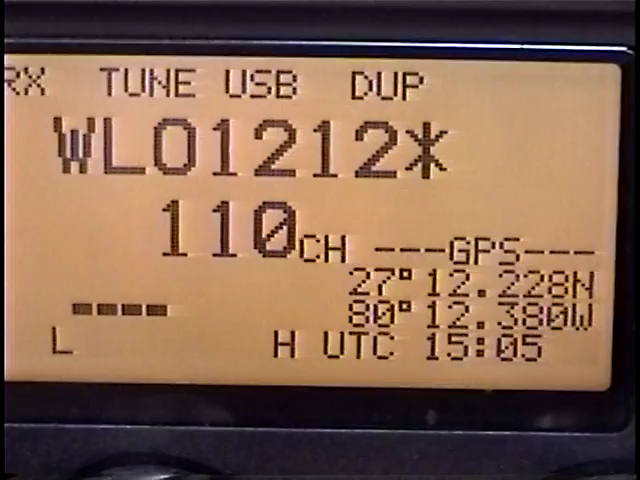 RX TUNE USB DUP
WLO1212*
110CH ---GPS---
27°12.228N
80°12.380W
L H UTC 15:05